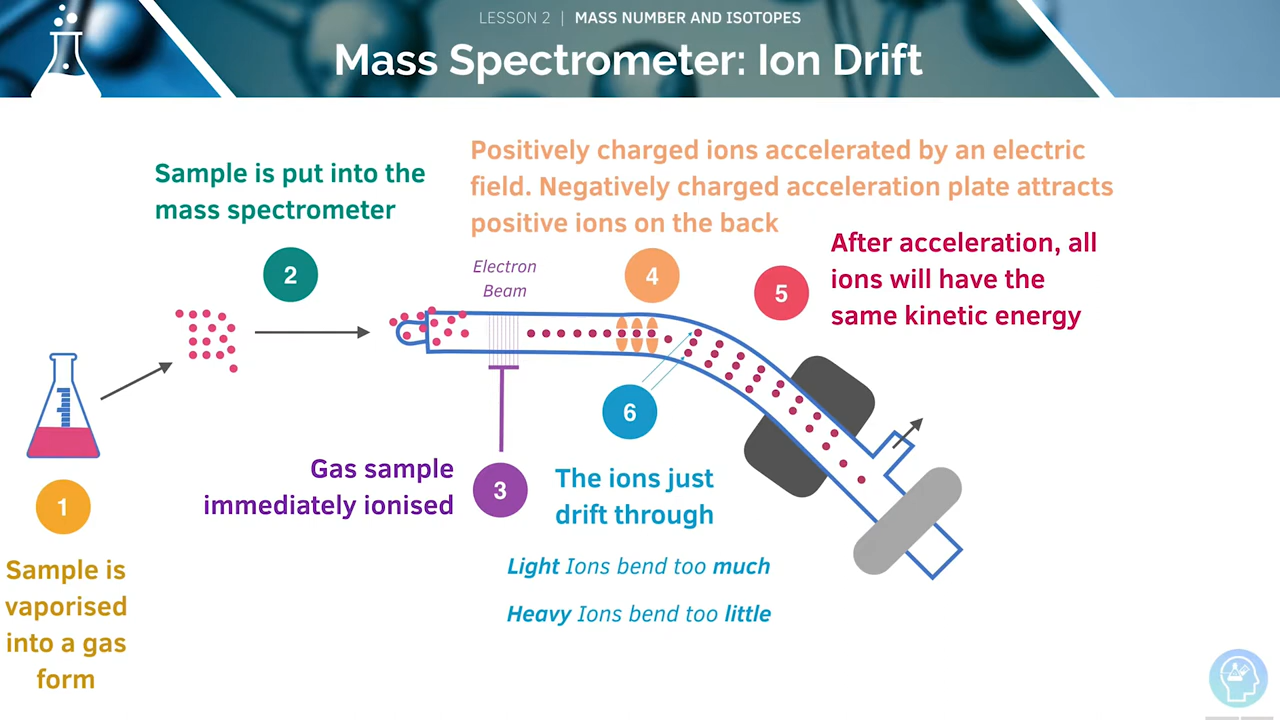 LESSON 2 | MASS NUMBER AND ISOTOPES
Mass Spectrometer: Ion Drift
Sample is put into the
mass spectrometer
2
Positively charged ions accelerated by an electric
field. Negatively charged acceleration plate attracts
positive ions on the back
4
After acceleration, all
ions will have the
same kinetic energy
5
Electron
Beam
6
The ions just
drift through
Light Ions bend too much
Heavy Ions bend too little
Gas sample
immediately ionised
3
1
Sample is
vaporised
into a gas
form